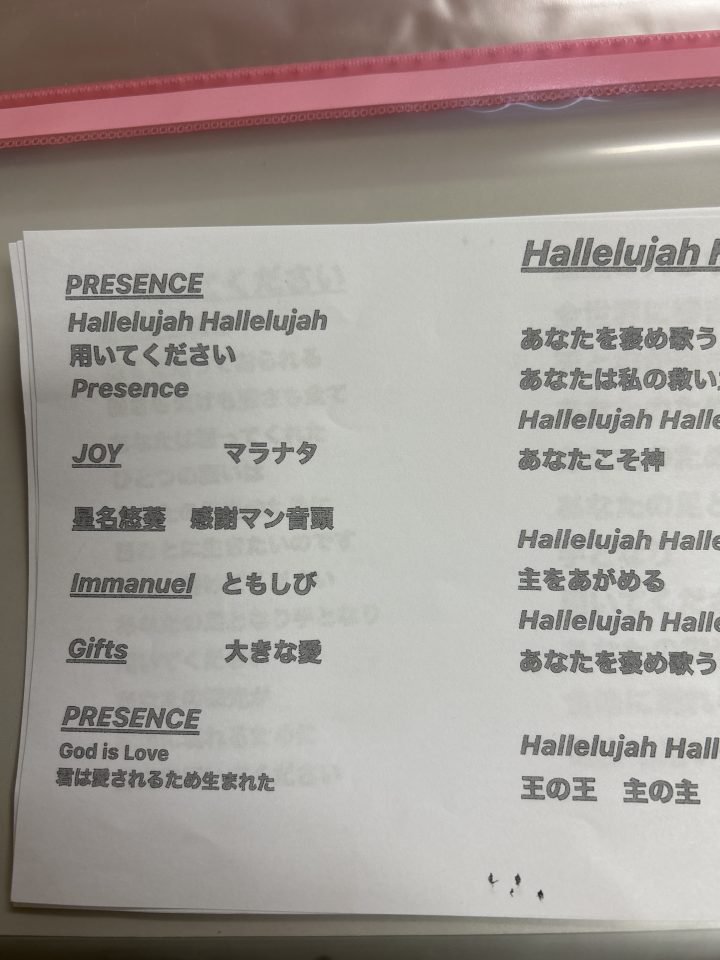 PRESENCE
Hallelujah Hallelujah
用いてください
Presence
JOY マラナタ
星名悠葵 感謝マン音頭
Immanuel ともしび
Gifts 大きな愛
PRESENCE
God is Love
君は愛されるため生まれた
Hallelujah H
あなたを褒め歌う
あなたは私の救い
Hallelujah Halle
あなたこそ神
Hallelujah Halle
主をあがめる
Hallelujah Halle
あなたを褒め歌う
Hallelujah Hall
王の王 主の主